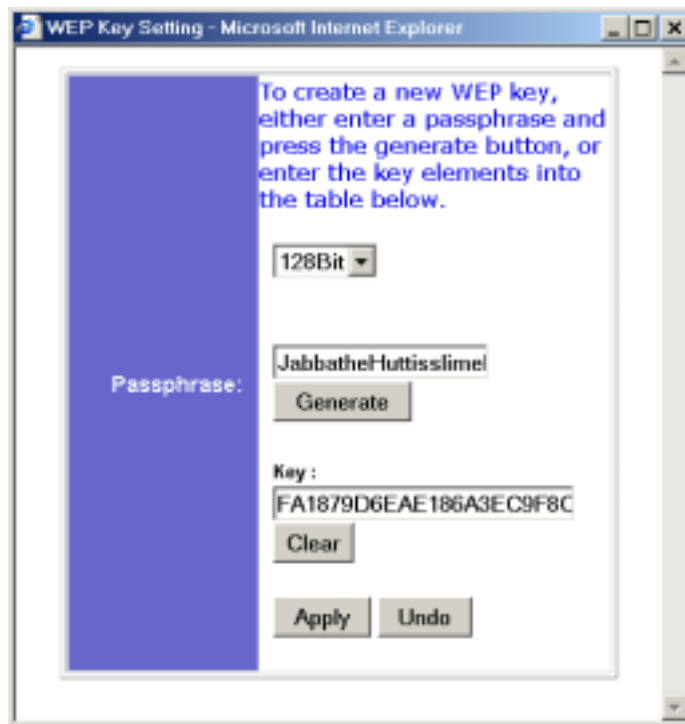 WEP Key Setting - Microsoft Internet Explorer
To create a new WEP key,
either enter a passphrase and
press the generate button, or
enter the key elements into
the table below.
128Bit
Passphrase:
JabbatheHuttisslime
Generate
Key :
FA1879D6EAE186A3EC9F8C
Clear
Apply Undo